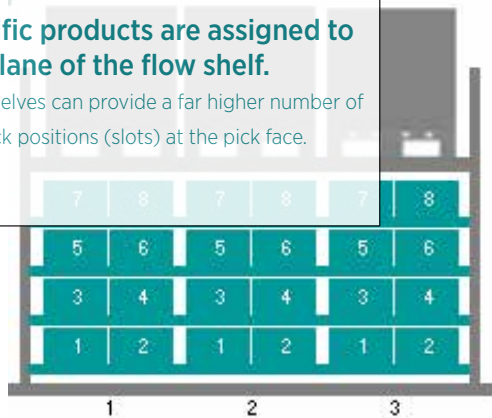 fic products are assigned to
lane of the flow shelf.
elves can provide a far higher number of
ck positions (slots) at the pick face.
7 8 7 8 7 8
5 6 5 6 5 6
3 4 3 4 3 4
1 2 1 2 1 2
1 2 3